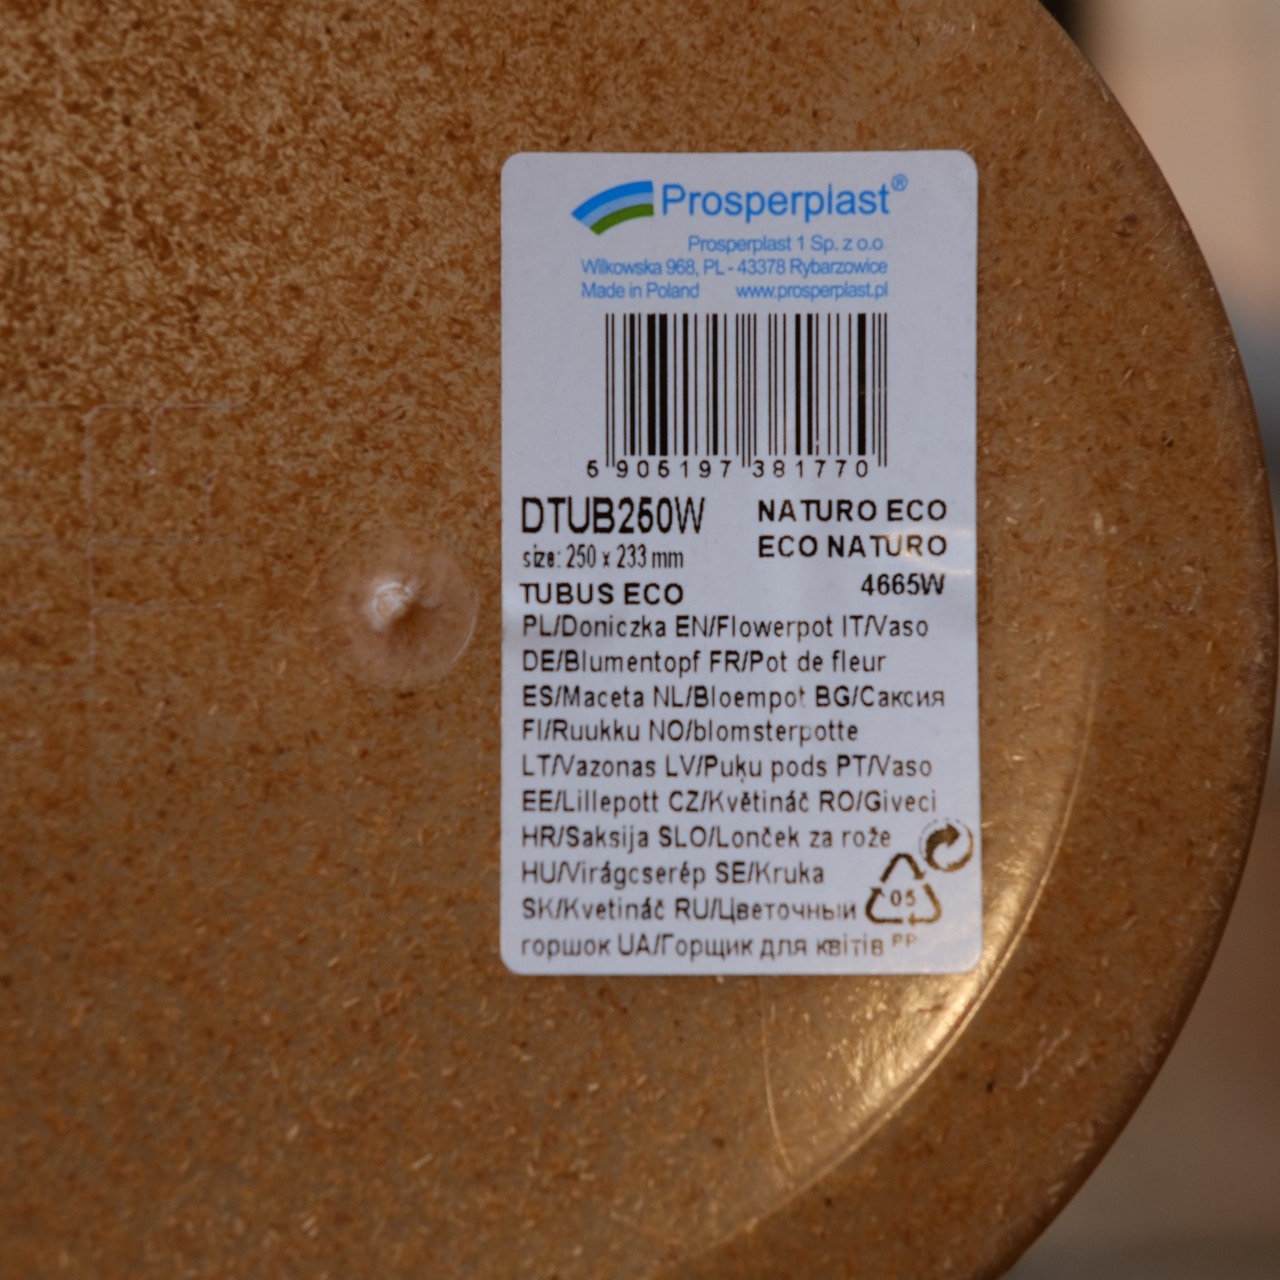 Prosperplast®
Prosperplast 1 Sp. z o.o
Wilkowska 968, PL - 43378 Rybarzowice
Made in Poland www.prosperplast.pl
5 905197 381770
DTUB250W NATURO ECO
size: 250 x 233 mm ECO NATURO
TUBUS ECO 4665W
PL/Doniczka EN/Flowerpot IT/Vaso
DE/Blumentopf FR/Pot de fleur
ES/Maceta NL/Bloempot BG/Саксия
FI/Ruukku NO/blomsterpotte
LT/Vazonas LV/Puķu pods PT/Vaso
EE/Lillepott CZ/Květináč RO/Giveci
HR/Saksija SLO/Lonček za rože
HU/Virágcserép SE/Kruka
SK/Kvetináč RU/Цветочный
горшок UA/Горщик для квітів
05
PP